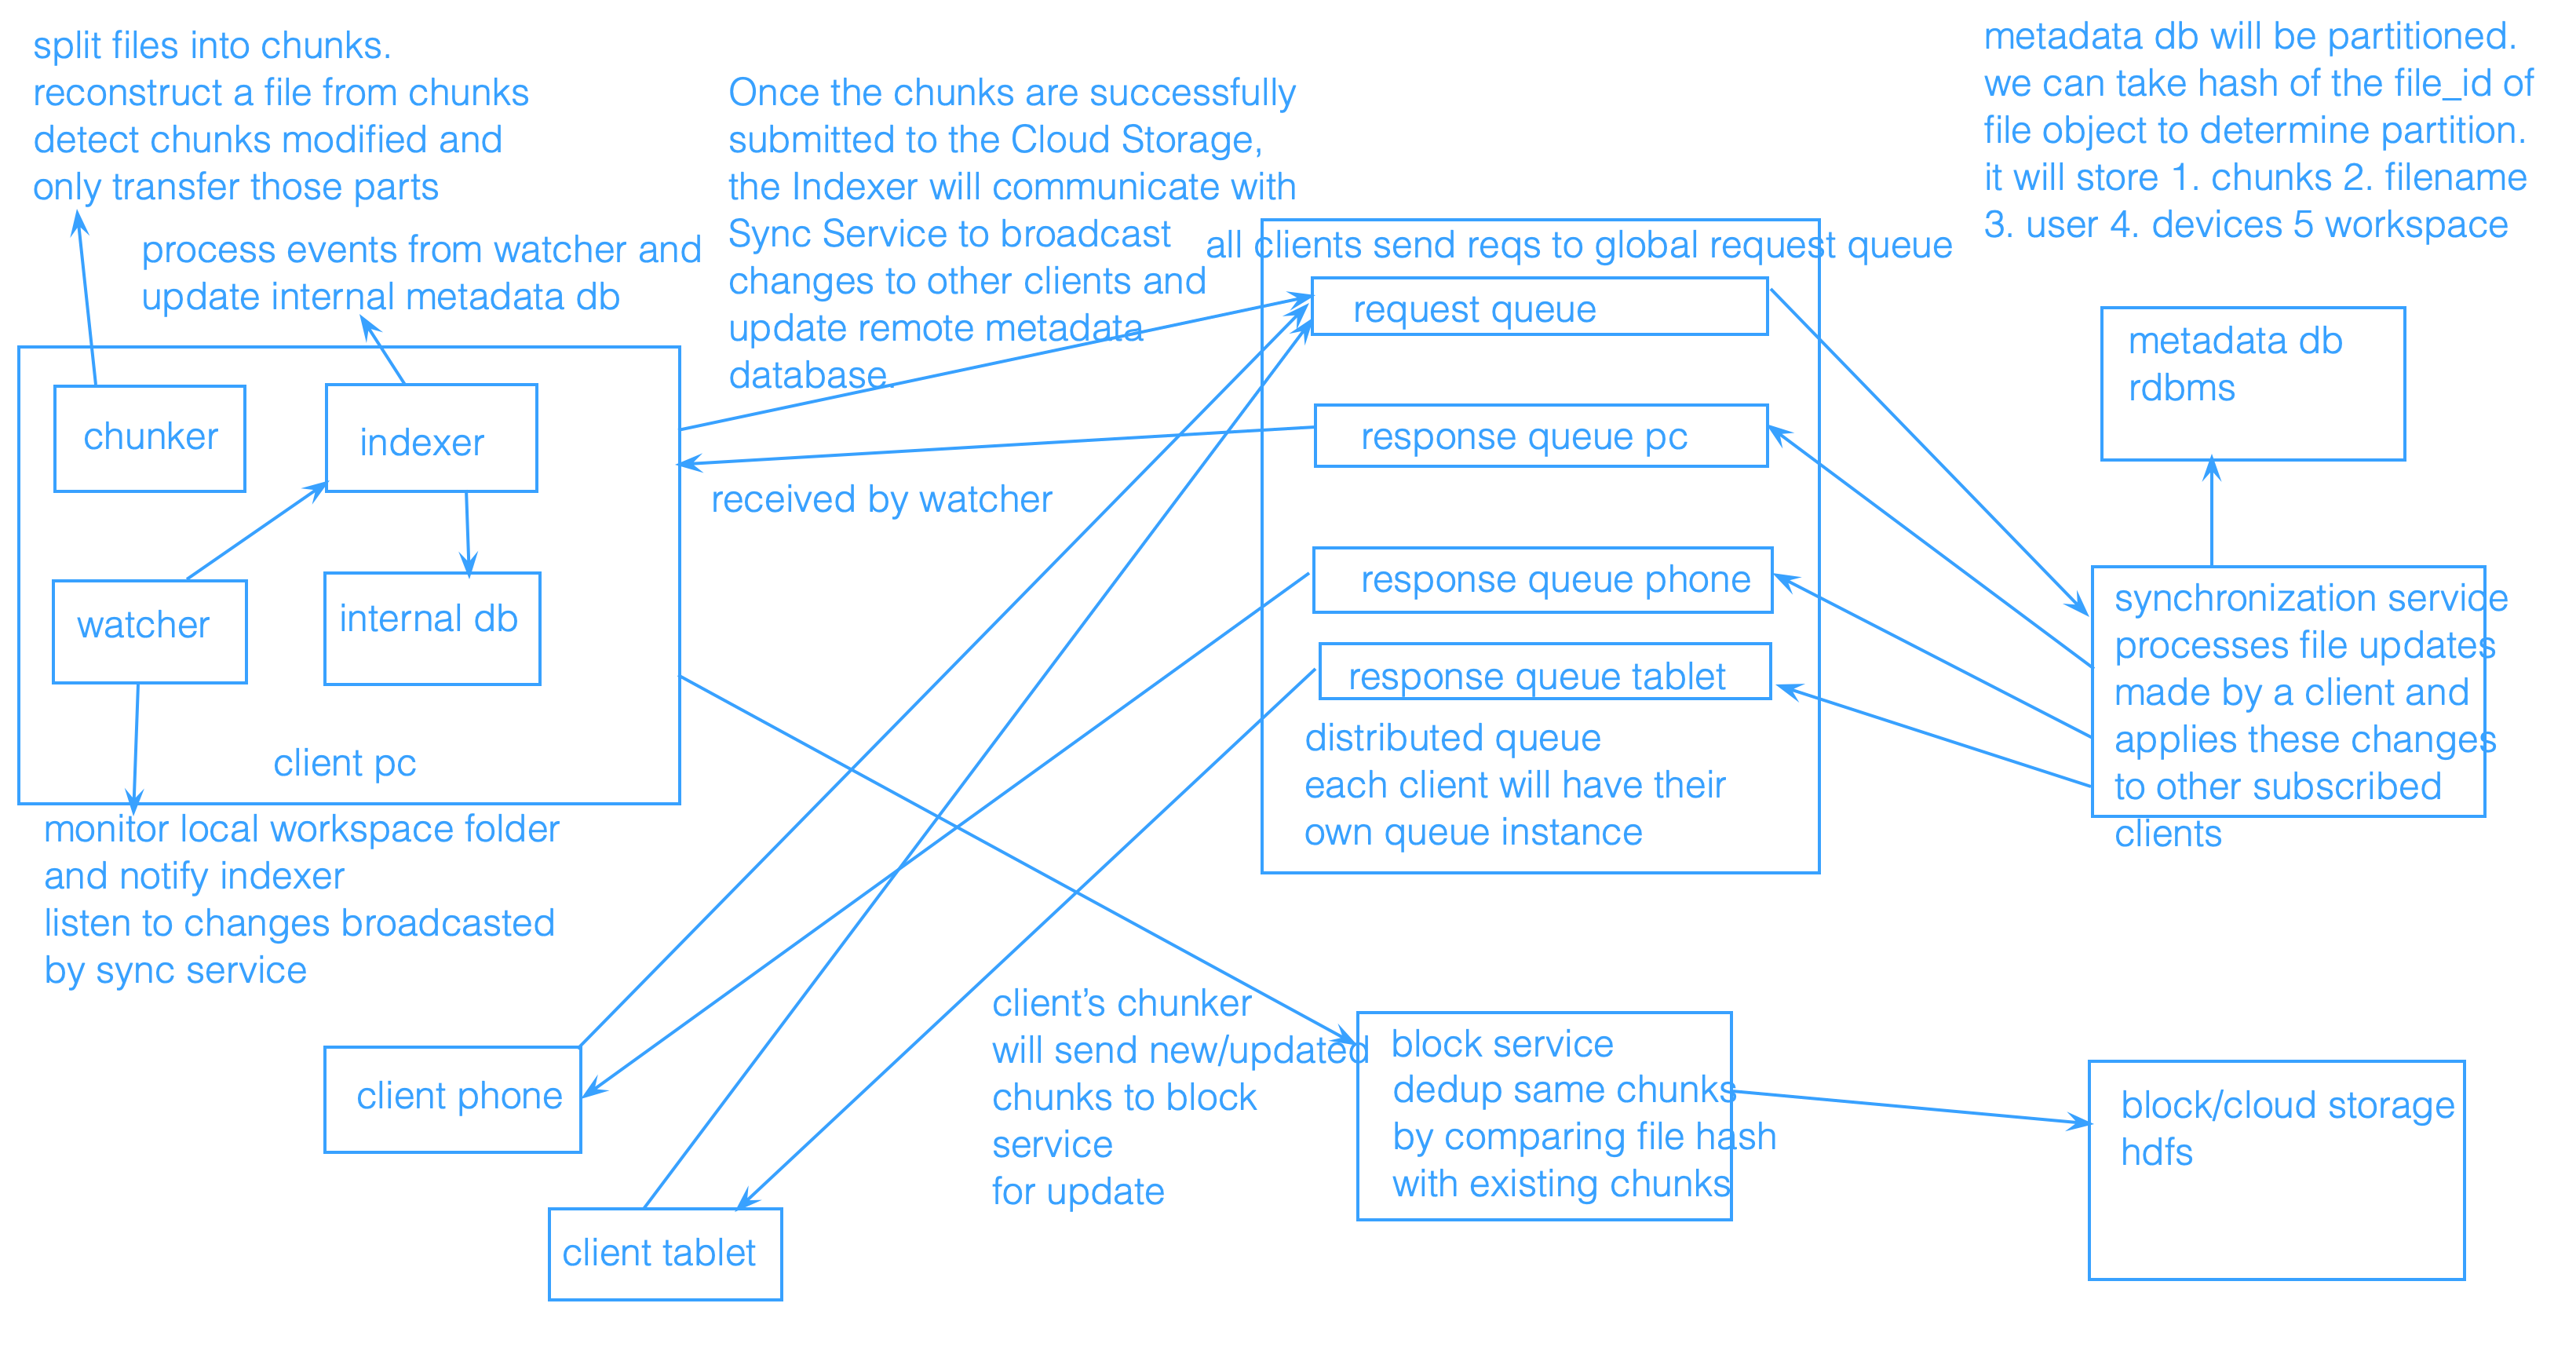 split files into chunks.
reconstruct a file from chunks
detect chunks modified and
only transfer those parts
process events from watcher and
update internal metadata db
chunker
indexer
watcher
internal db
client pc
monitor local workspace folder
and notify indexer
listen to changes broadcasted
by sync service
Once the chunks are successfully
submitted to the Cloud Storage,
the Indexer will communicate with
Sync Service to broadcast
changes to other clients and
update remote metadata
database.
received by watcher
all clients send reqs to global request queue
request queue
response queue pc
response queue phone
response queue tablet
distributed queue
each client will have their
own queue instance
metadata db will be partitioned.
we can take hash of the file_id of
file object to determine partition.
it will store 1. chunks 2. filename
3. user 4. devices 5 workspace
metadata db
rdbms
synchronization service
processes file updates
made by a client and
applies these changes
to other subscribed
clients
client phone
client tablet
client’s chunker
will send new/updated
chunks to block
service
for update
block service
dedup same chunks
by comparing file hash
with existing chunks
block/cloud storage
hdfs